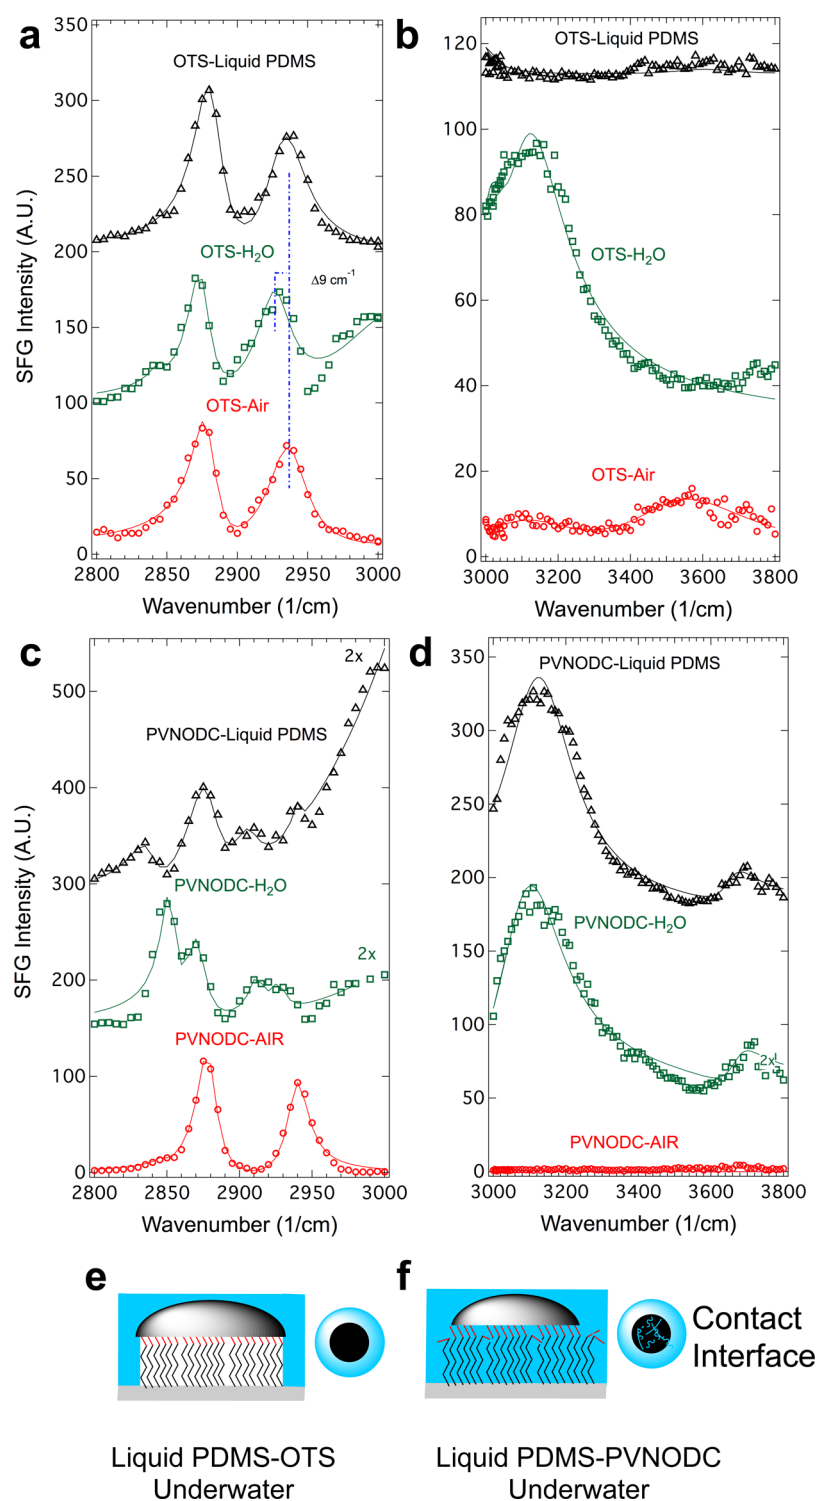 a
350
300
250
200
150
100
50
0
SFG Intensity (A.U.)
OTS-Liquid PDMS
OTS-H₂O
Δ9 cm⁻¹
OTS-Air
2800 2850 2900 2950 3000
Wavenumber (1/cm)
b
120
100
80
60
40
20
0
OTS-Liquid PDMS
OTS-H₂O
OTS-Air
3000 3200 3400 3600 3800
Wavenumber (1/cm)
c
500
400
300
200
100
0
SFG Intensity (A.U.)
2x
PVNODC-Liquid PDMS
PVNODC-H₂O
2x
PVNODC-AIR
2800 2850 2900 2950 3000
Wavenumber (1/cm)
d
350
300
250
200
150
100
50
0
PVNODC-Liquid PDMS
PVNODC-H₂O
2x
PVNODC-AIR
3000 3200 3400 3600 3800
Wavenumber (1/cm)
e
Liquid PDMS-OTS
Underwater
f
Contact
Interface
Liquid PDMS-PVNODC
Underwater